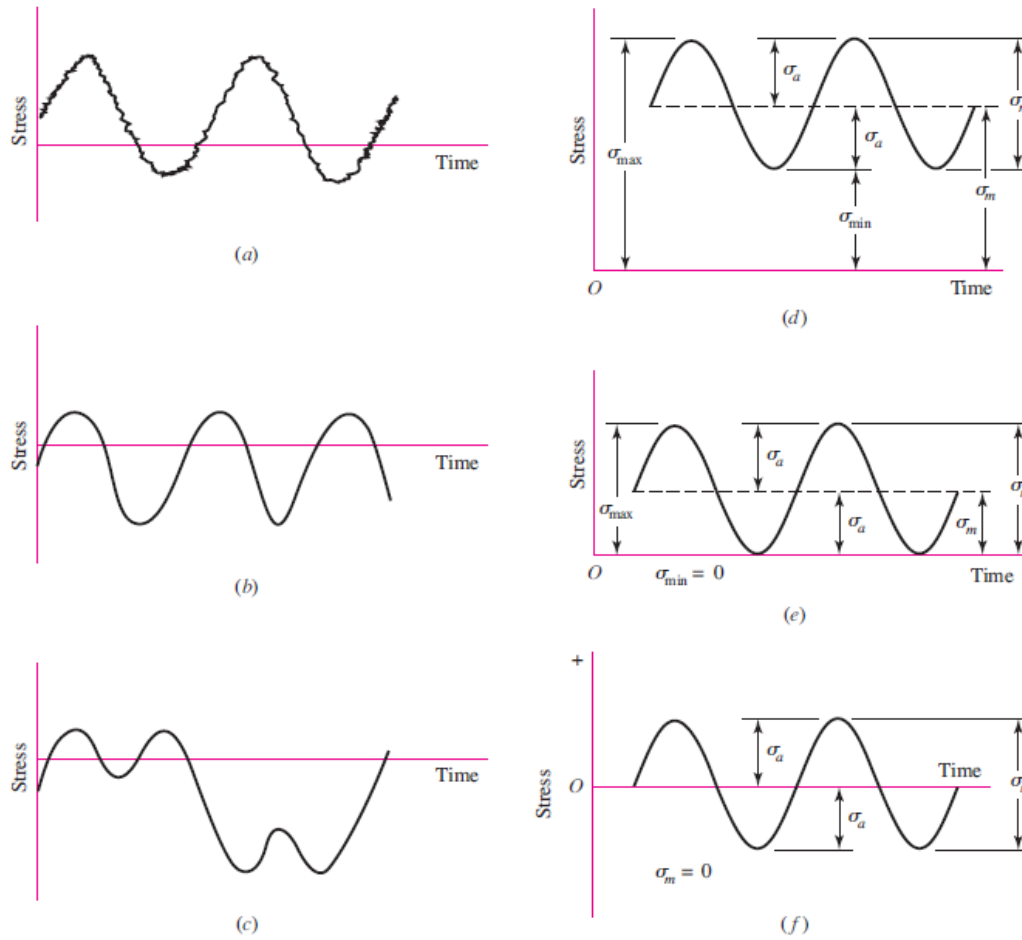 Stress
Time
(a)
Stress
Time
(b)
Stress
Time
(c)
Stress
σmax
σa
σa
σmin
σm
O
Time
(d)
Stress
σmax
σa
σa
σm
O
σmin = 0
Time
(e)
+
Stress
O
σa
σa
Time
σm = 0
(f)